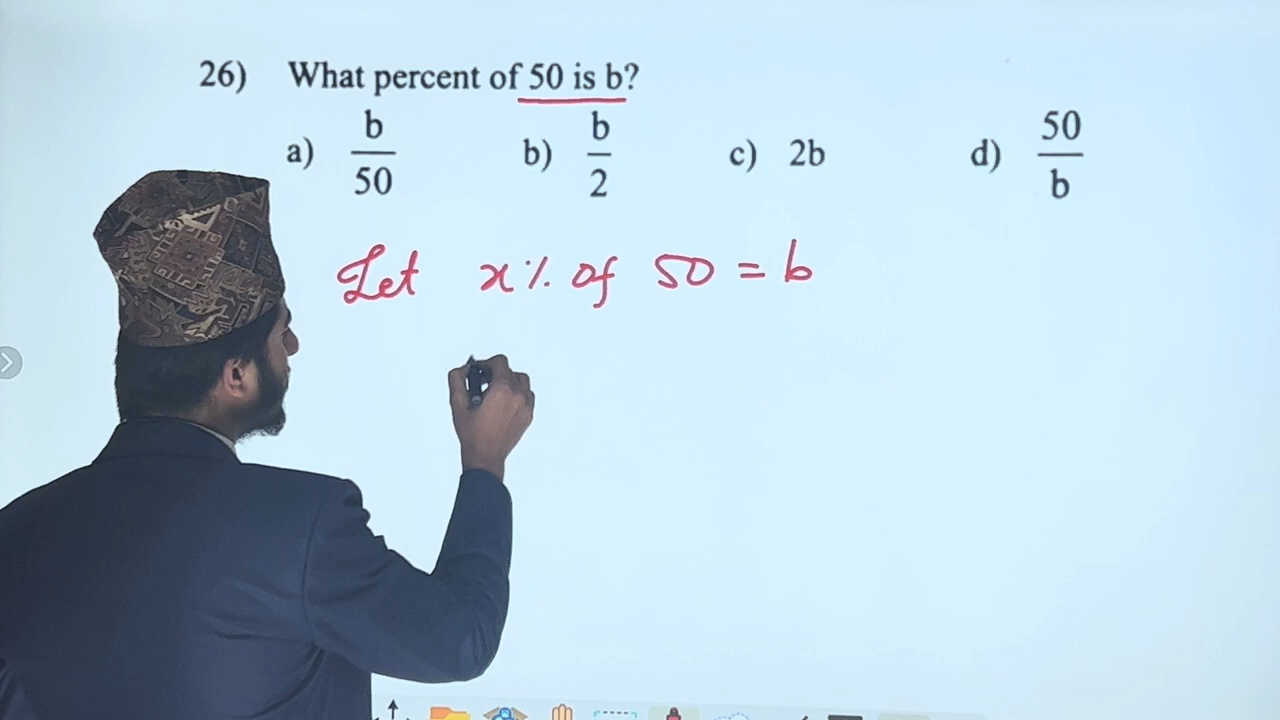 26) What percent of 50 is b?
a) b/50 b) b/2 c) 2b d) 50/b
Let x% of 50 = b